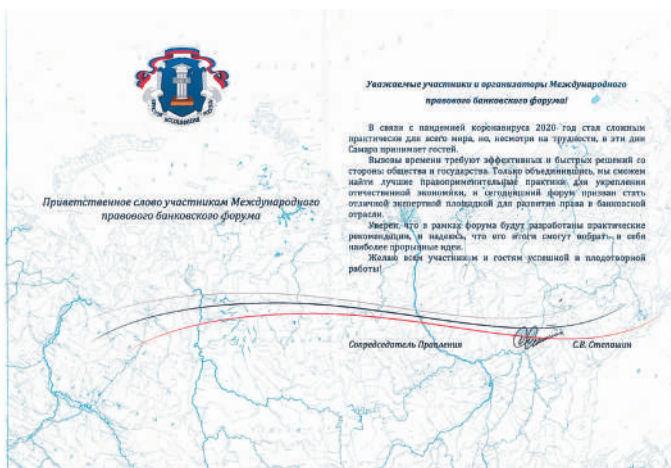 АССОЦИАЦИЯ ЮРИСТОВ РОССИИ
Приветственное слово участникам Международного
правового банковского форума
Уважаемые участники и организаторы Международного
правового банковского форума!
В связи с пандемией коронавируса 2020 год стал сложным
практически для всего мира, но, несмотря на трудности, в эти дни
Самара принимает гостей.
Вызовы времени требуют эффективных и быстрых решений со
стороны общества и государства. Только объединившись, мы сможем
найти лучшие правоприменительные практики для укрепления
отечественной экономики, и сегодняшний форум призван стать
отличной экспертной площадкой для развития права в банковской
отрасли.
Уверен, что в рамках форума будут разработаны практические
рекомендации, и надеюсь, что его итоги смогут вобрать в себя
наиболее прорывные идеи.
Желаю всем участникам и гостям успешной и плодотворной
работы!
Сопредседатель Правления
С.В. Степашин